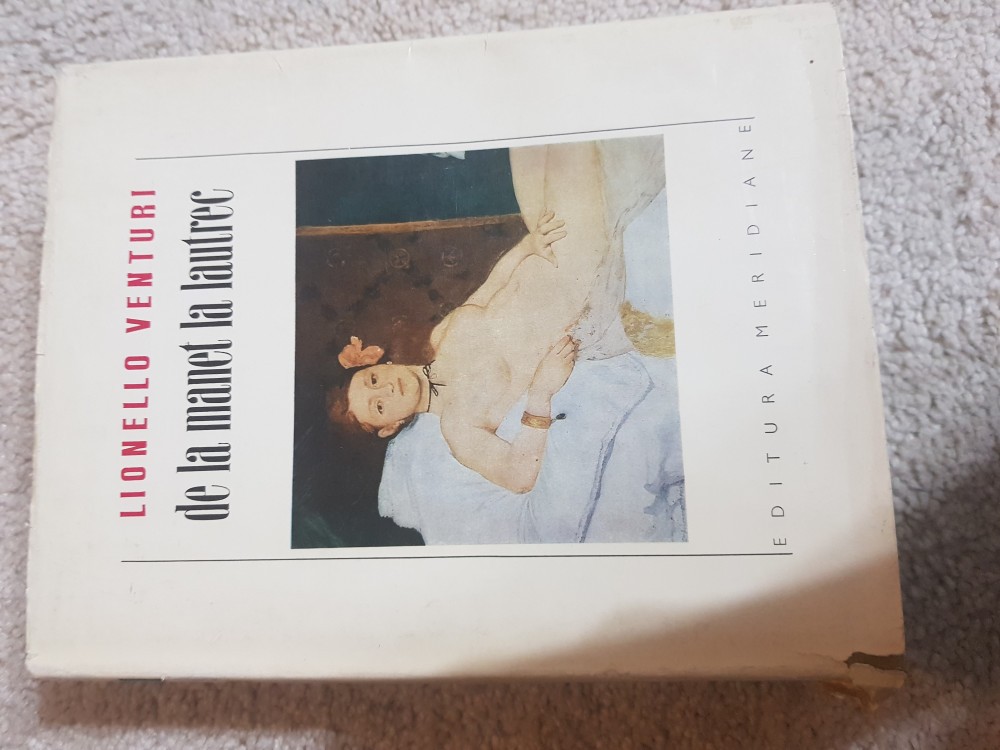 LIONELLO VENTURI
de la manet la lautrec
EDITURA MERIDIANE